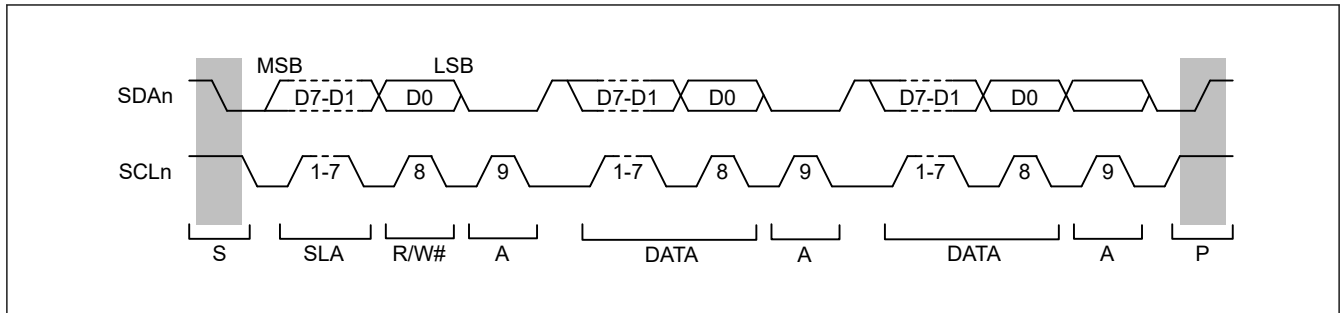 MSB LSB
SDAn D7-D1 D0 D7-D1 D0 D7-D1 D0
SCLn 1-7 8 9 1-7 8 9 1-7 8 9
S SLA R/W# A DATA A DATA A P